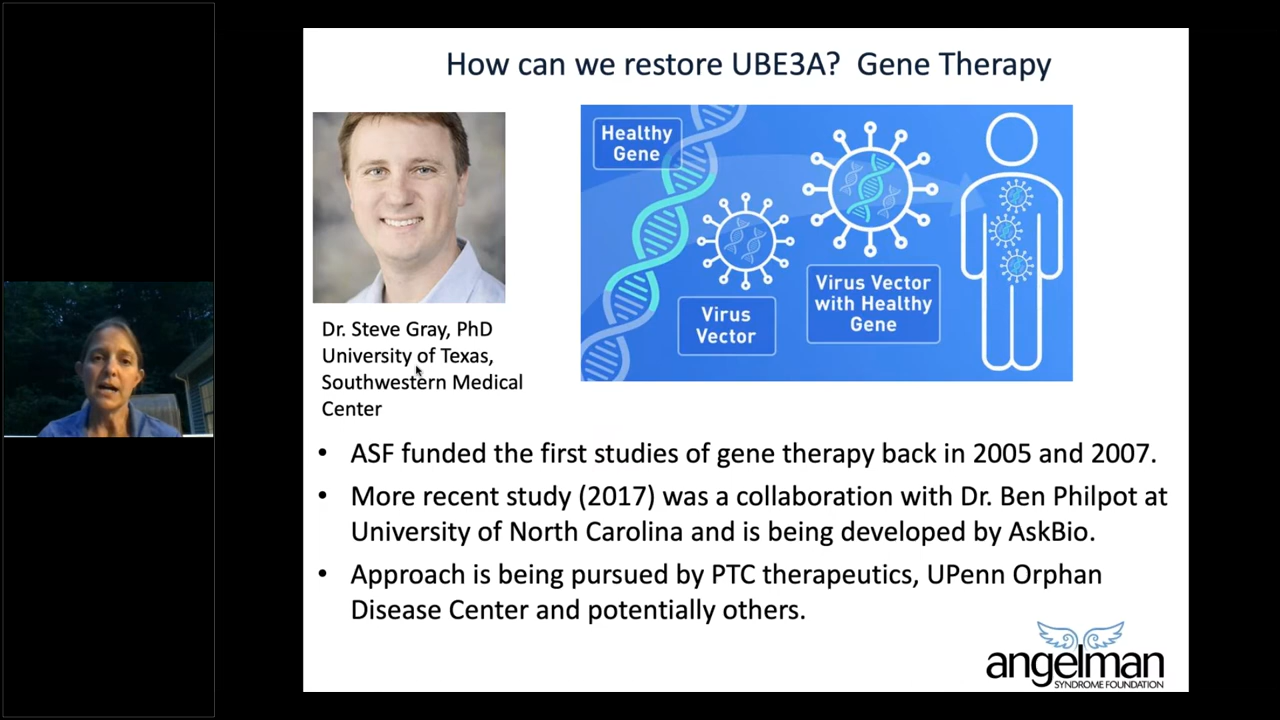 How can we restore UBE3A?  Gene Therapy
Healthy
Gene
Virus
Vector
Virus Vector
with Healthy
Gene
Dr. Steve Gray, PhD
University of Texas,
Southwestern Medical
Center
• ASF funded the first studies of gene therapy back in 2005 and 2007.
• More recent study (2017) was a collaboration with Dr. Ben Philpot at
University of North Carolina and is being developed by AskBio.
• Approach is being pursued by PTC therapeutics, UPenn Orphan
Disease Center and potentially others.
angelman
SYNDROME FOUNDATION